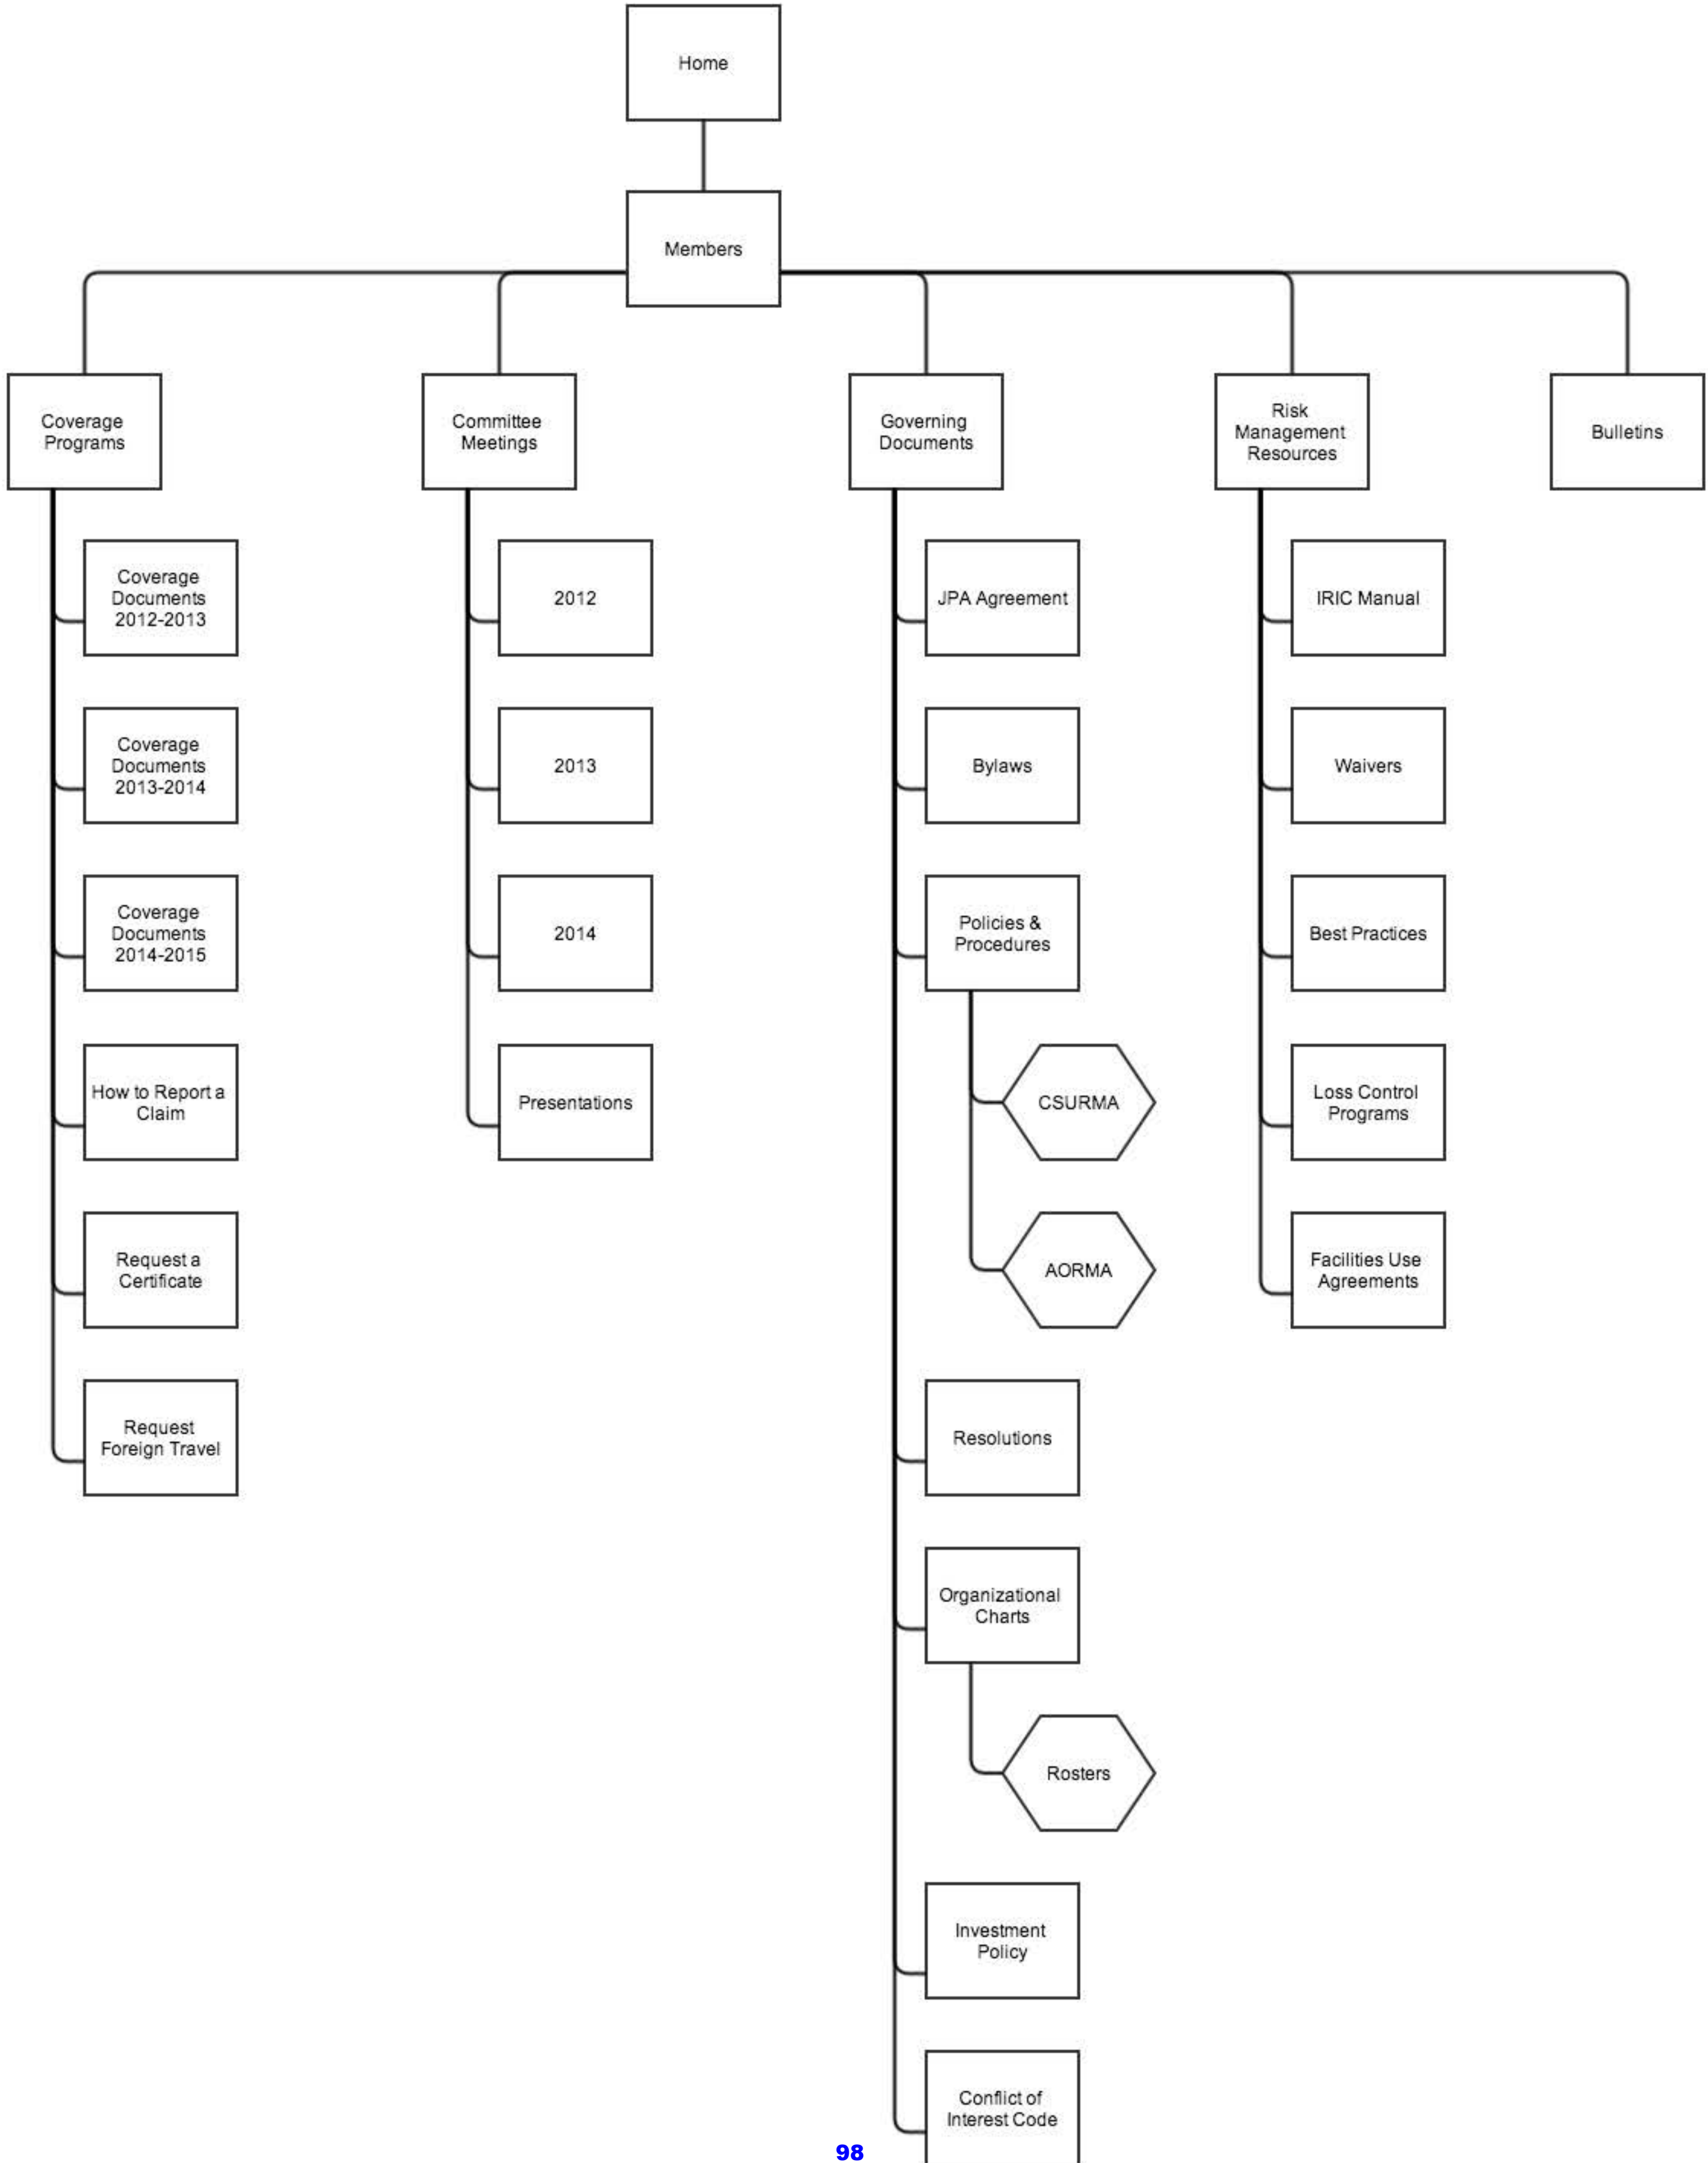 Home
Members
Coverage
Programs
Committee
Meetings
Governing
Documents
Risk
Management
Resources
Bulletins
Coverage
Documents
2012-2013
Coverage
Documents
2013-2014
Coverage
Documents
2014-2015
How to Report a
Claim
Request a
Certificate
Request
Foreign Travel
2012
2013
2014
Presentations
JPA Agreement
Bylaws
Policies &
Procedures
CSURMA
AORMA
Resolutions
Organizational
Charts
Rosters
Investment
Policy
Conflict of
Interest Code
IRIC Manual
Waivers
Best Practices
Loss Control
Programs
Facilities Use
Agreements
98